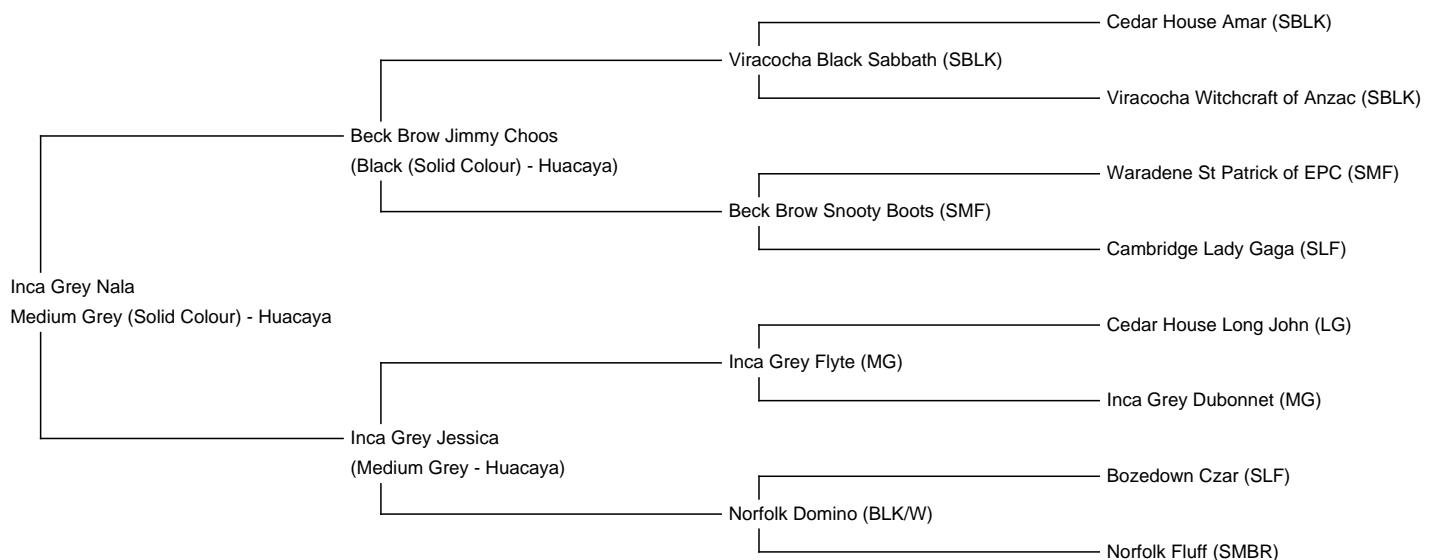 Cedar House Amar (SBLK)
Viracocha Black Sabbath (SBLK)
Viracocha Witchcraft of Anzac (SBLK)
Beck Brow Jimmy Choos
(Black (Solid Colour) - Huacaya)
Waradene St Patrick of EPC (SMF)
Beck Brow Snooty Boots (SMF)
Cambridge Lady Gaga (SLF)
Inca Grey Nala
Medium Grey (Solid Colour) - Huacaya
Cedar House Long John (LG)
Inca Grey Flyte (MG)
Inca Grey Dubonnet (MG)
Inca Grey Jessica
(Medium Grey - Huacaya)
Bozedown Czar (SLF)
Norfolk Domino (BLK/W)
Norfolk Fluff (SMBR)